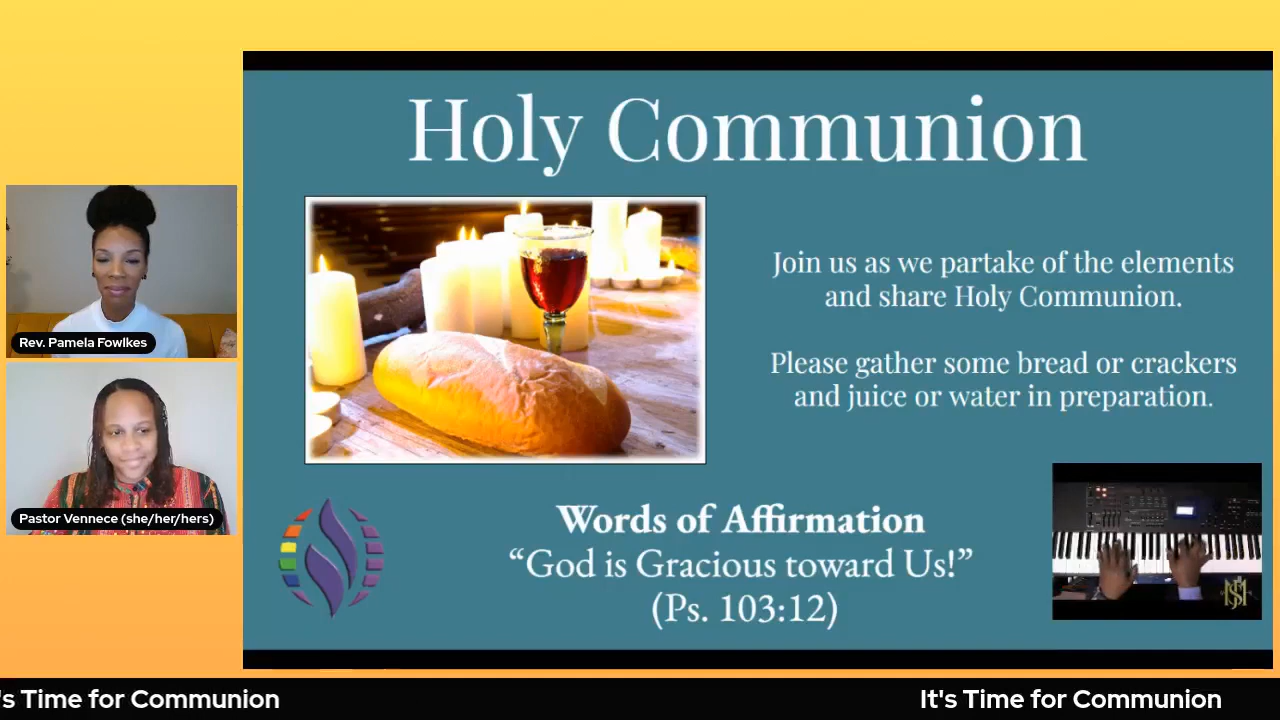 Holy Communion
Join us as we partake of the elements
and share Holy Communion.
Please gather some bread or crackers
and juice or water in preparation.
Rev. Pamela Fowlkes
Pastor Vennece (she/her/hers)
Words of Affirmation
“God is Gracious toward Us!”
(Ps. 103:12)
's Time for Communion
It's Time for Communion